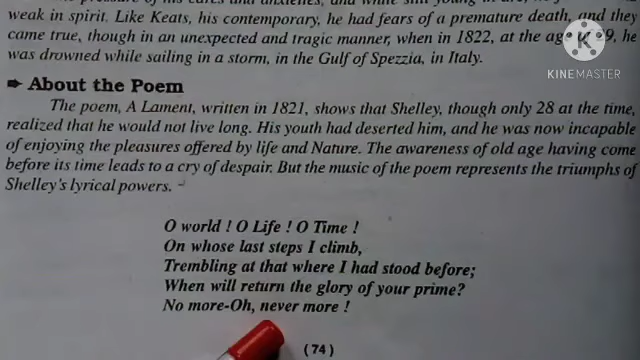 weak in spirit. Like Keats, his contemporary, he had fears of a premature death, and they
came true, though in an unexpected and tragic manner, when in 1822, at the age 9, he
was drowned while sailing in a storm, in the Gulf of Spezzia, in Italy.
KINEMASTER
About the Poem
The poem, A Lament, written in 1821, shows that Shelley, though only 28 at the time,
realized that he would not live long. His youth had deserted him, and he was now incapable
of enjoying the pleasures offered by life and Nature. The awareness of old age having come
before its time leads to a cry of despair. But the music of the poem represents the triumphs of
Shelley's lyrical powers.
O world ! O Life ! O Time !
On whose last steps I climb,
Trembling at that where I had stood before;
When will return the glory of your prime?
No more-Oh, never more !
(74)